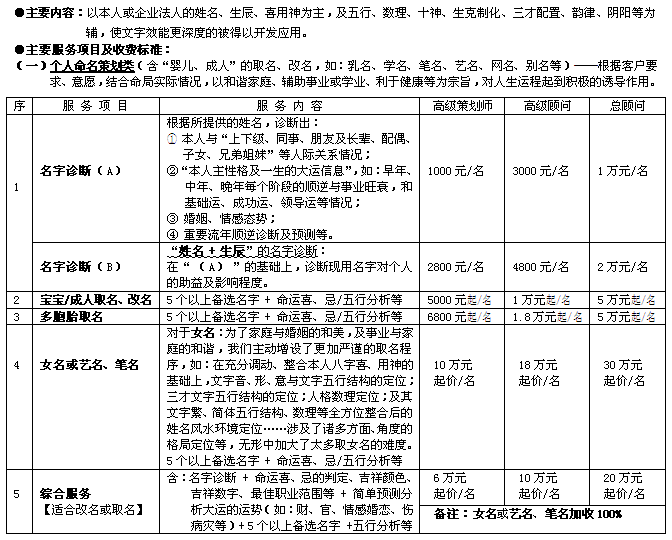 ●主要内容：以本人或企业法人的姓名、生辰、喜用神为主，及五行、数理、十神、生克制化、三才配置、韵律、阴阳等为
辅，使文字效能更深度的被得以开发应用。
●主要服务项目及收费标准：
（一）个人命名策划类（含“婴儿、成人”的取名、改名，如：乳名、学名、笔名、艺名、网名、别名等）——根据客户要
求、意愿，结合命局实际情况，以和谐家庭、辅助事业或学业、利于健康等为宗旨，对人生运程起到积极的诱导作用。
序 服 务 项 目 服 务 内 容 高级策划师 高级顾问 总顾问
1
名字诊断（A）
根据所提供的姓名，诊断出：
① 本人与“上下级、同事、朋友及长辈、配偶、
子女、兄弟姐妹”等人际关系情况；
②“本人主性格及一生的大运信息”，如：早年、
中年、晚年每个阶段的顺逆与事业旺衰，和
基础运、成功运、领导运等情况；
③ 婚姻、情感态势；
④ 重要流年顺逆诊断及预测等。
1000 元/名 3000 元/名 1 万元/名
名字诊断（B）
“姓名＋生辰”的名字诊断：
在“（A）”的基础上，诊断现用名字对个人
的助益及影响程度。
2800 元/名 4800 元/名 2 万元/名
2 宝宝/成人取名、改名 5 个以上备选名字 + 命运喜、忌/五行分析等 5000 元起/名 1 万元起/名 5 万元起/名
3 多胞胎取名 5 个以上备选名字 + 命运喜、忌/五行分析等 6800 元起/名 1.8 万元起/名 5 万元起/名
4 女名或艺名、笔名
对于女名：为了家庭与婚姻的和美，及事业与家
庭的和谐，我们主动增设了更加严谨的取名程
序，如：在充分调动、整合本人八字喜、用神的
基础上，文字音、形、意与文字五行结构的定位；
三才文字五行结构的定位；人格数理定位；及其
文字繁、简体五行结构、数理等全方位整合后的
姓名风水环境定位……涉及了诸多方面、角度的
格局定位等，无形中加大了太多取女名的难度。
5 个以上备选名字 + 命运喜、忌/五行分析等
10 万元
起价/名
18 万元
起价/名
30 万元
起价/名
5 综合服务
【适合改名或取名】
含：名字诊断 + 命运喜、忌的判定、吉祥颜色、
吉祥数字、最佳职业范围等 + 简单预测分
析大运的运势（如：财、官、情感婚恋、伤
病灾等）+５个以上备选名字 +五行分析等
6 万元
起价/名
10 万元
起价/名
20 万元
起价/名
备注：女名或艺名、笔名加收 100%